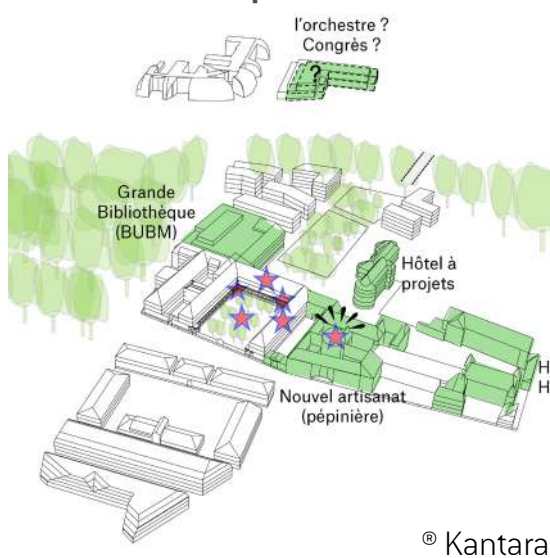 l'orchestre ?
Congrès ?
?
Grande
Bibliothèque
(BUBM)
Hôtel à
projets
H
H
Nouvel artisanat
(pépinière)
® Kantara